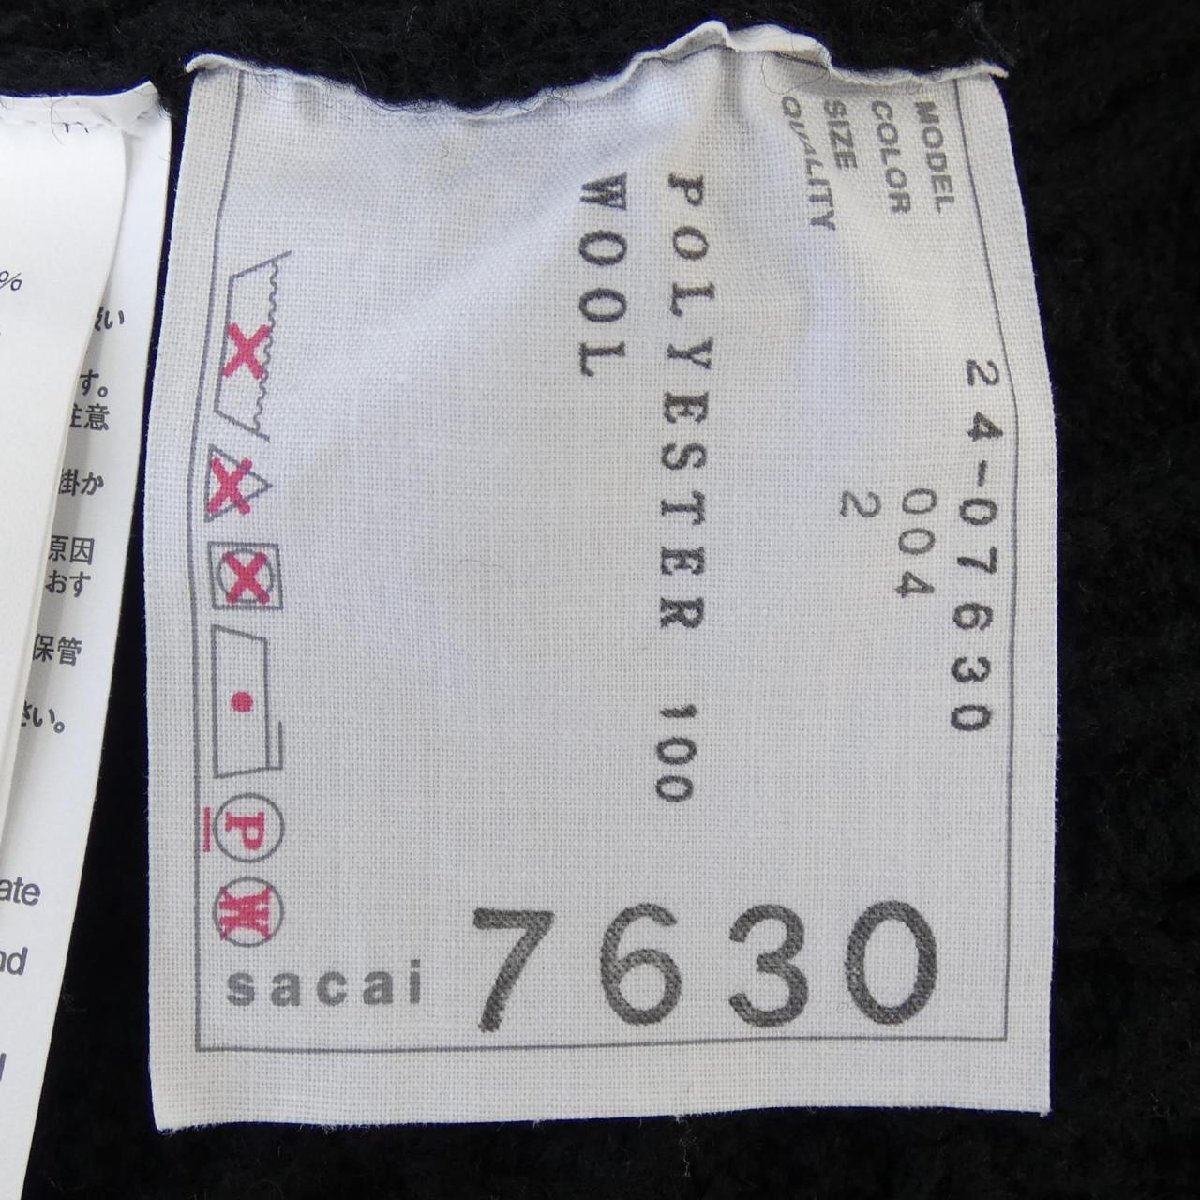 MODEL 24-07630
COLOR 004
SIZE 2
QUALITY
POLYESTER 100
WOOL
P
W
sacai
7630
%
い
す。
注意
掛か
原因
おす
保管
さい。
ate
nd